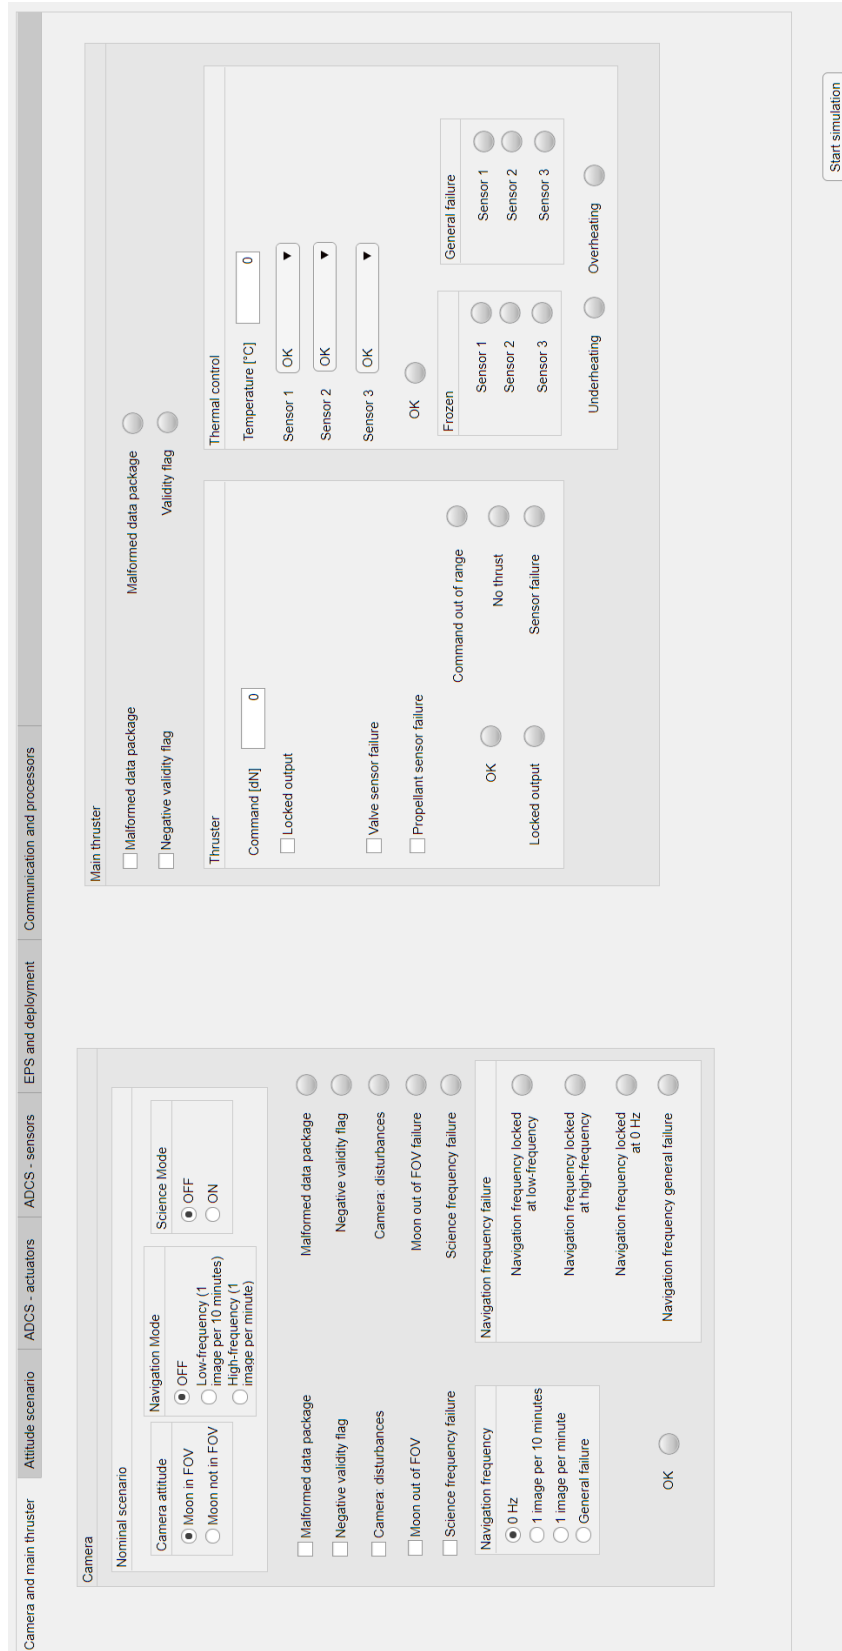 Camera and main thruster
Attitude scenario
ADCS - actuators
ADCS - sensors
EPS and deployment
Communication and processors
Camera
Nominal scenario
Camera attitude
Moon in FOV
Moon not in FOV
Navigation Mode
OFF
Low-frequency (1
image per 10 minutes)
High-frequency (1
image per minute)
Science Mode
OFF
ON
Malformed data package
Negative validity flag
Camera: disturbances
Moon out of FOV
Science frequency failure
Malformed data package
Negative validity flag
Camera: disturbances
Moon out of FOV failure
Science frequency failure
Navigation frequency
0 Hz
1 image per 10 minutes
1 image per minute
General failure
OK
Navigation frequency failure
Navigation frequency locked
at low-frequency
Navigation frequency locked
at high-frequency
Navigation frequency locked
at 0 Hz
Navigation frequency general failure
Main thruster
Malformed data package
Negative validity flag
Malformed data package
Validity flag
Thruster
Command [dN] 0
Locked output
Valve sensor failure
Propellant sensor failure
Command out of range
OK
No thrust
Locked output
Sensor failure
Thermal control
Temperature [°C] 0
Sensor 1 OK
Sensor 2 OK
Sensor 3 OK
OK
Frozen
Sensor 1
Sensor 2
Sensor 3
General failure
Sensor 1
Sensor 2
Sensor 3
Underheating
Overheating
Start simulation